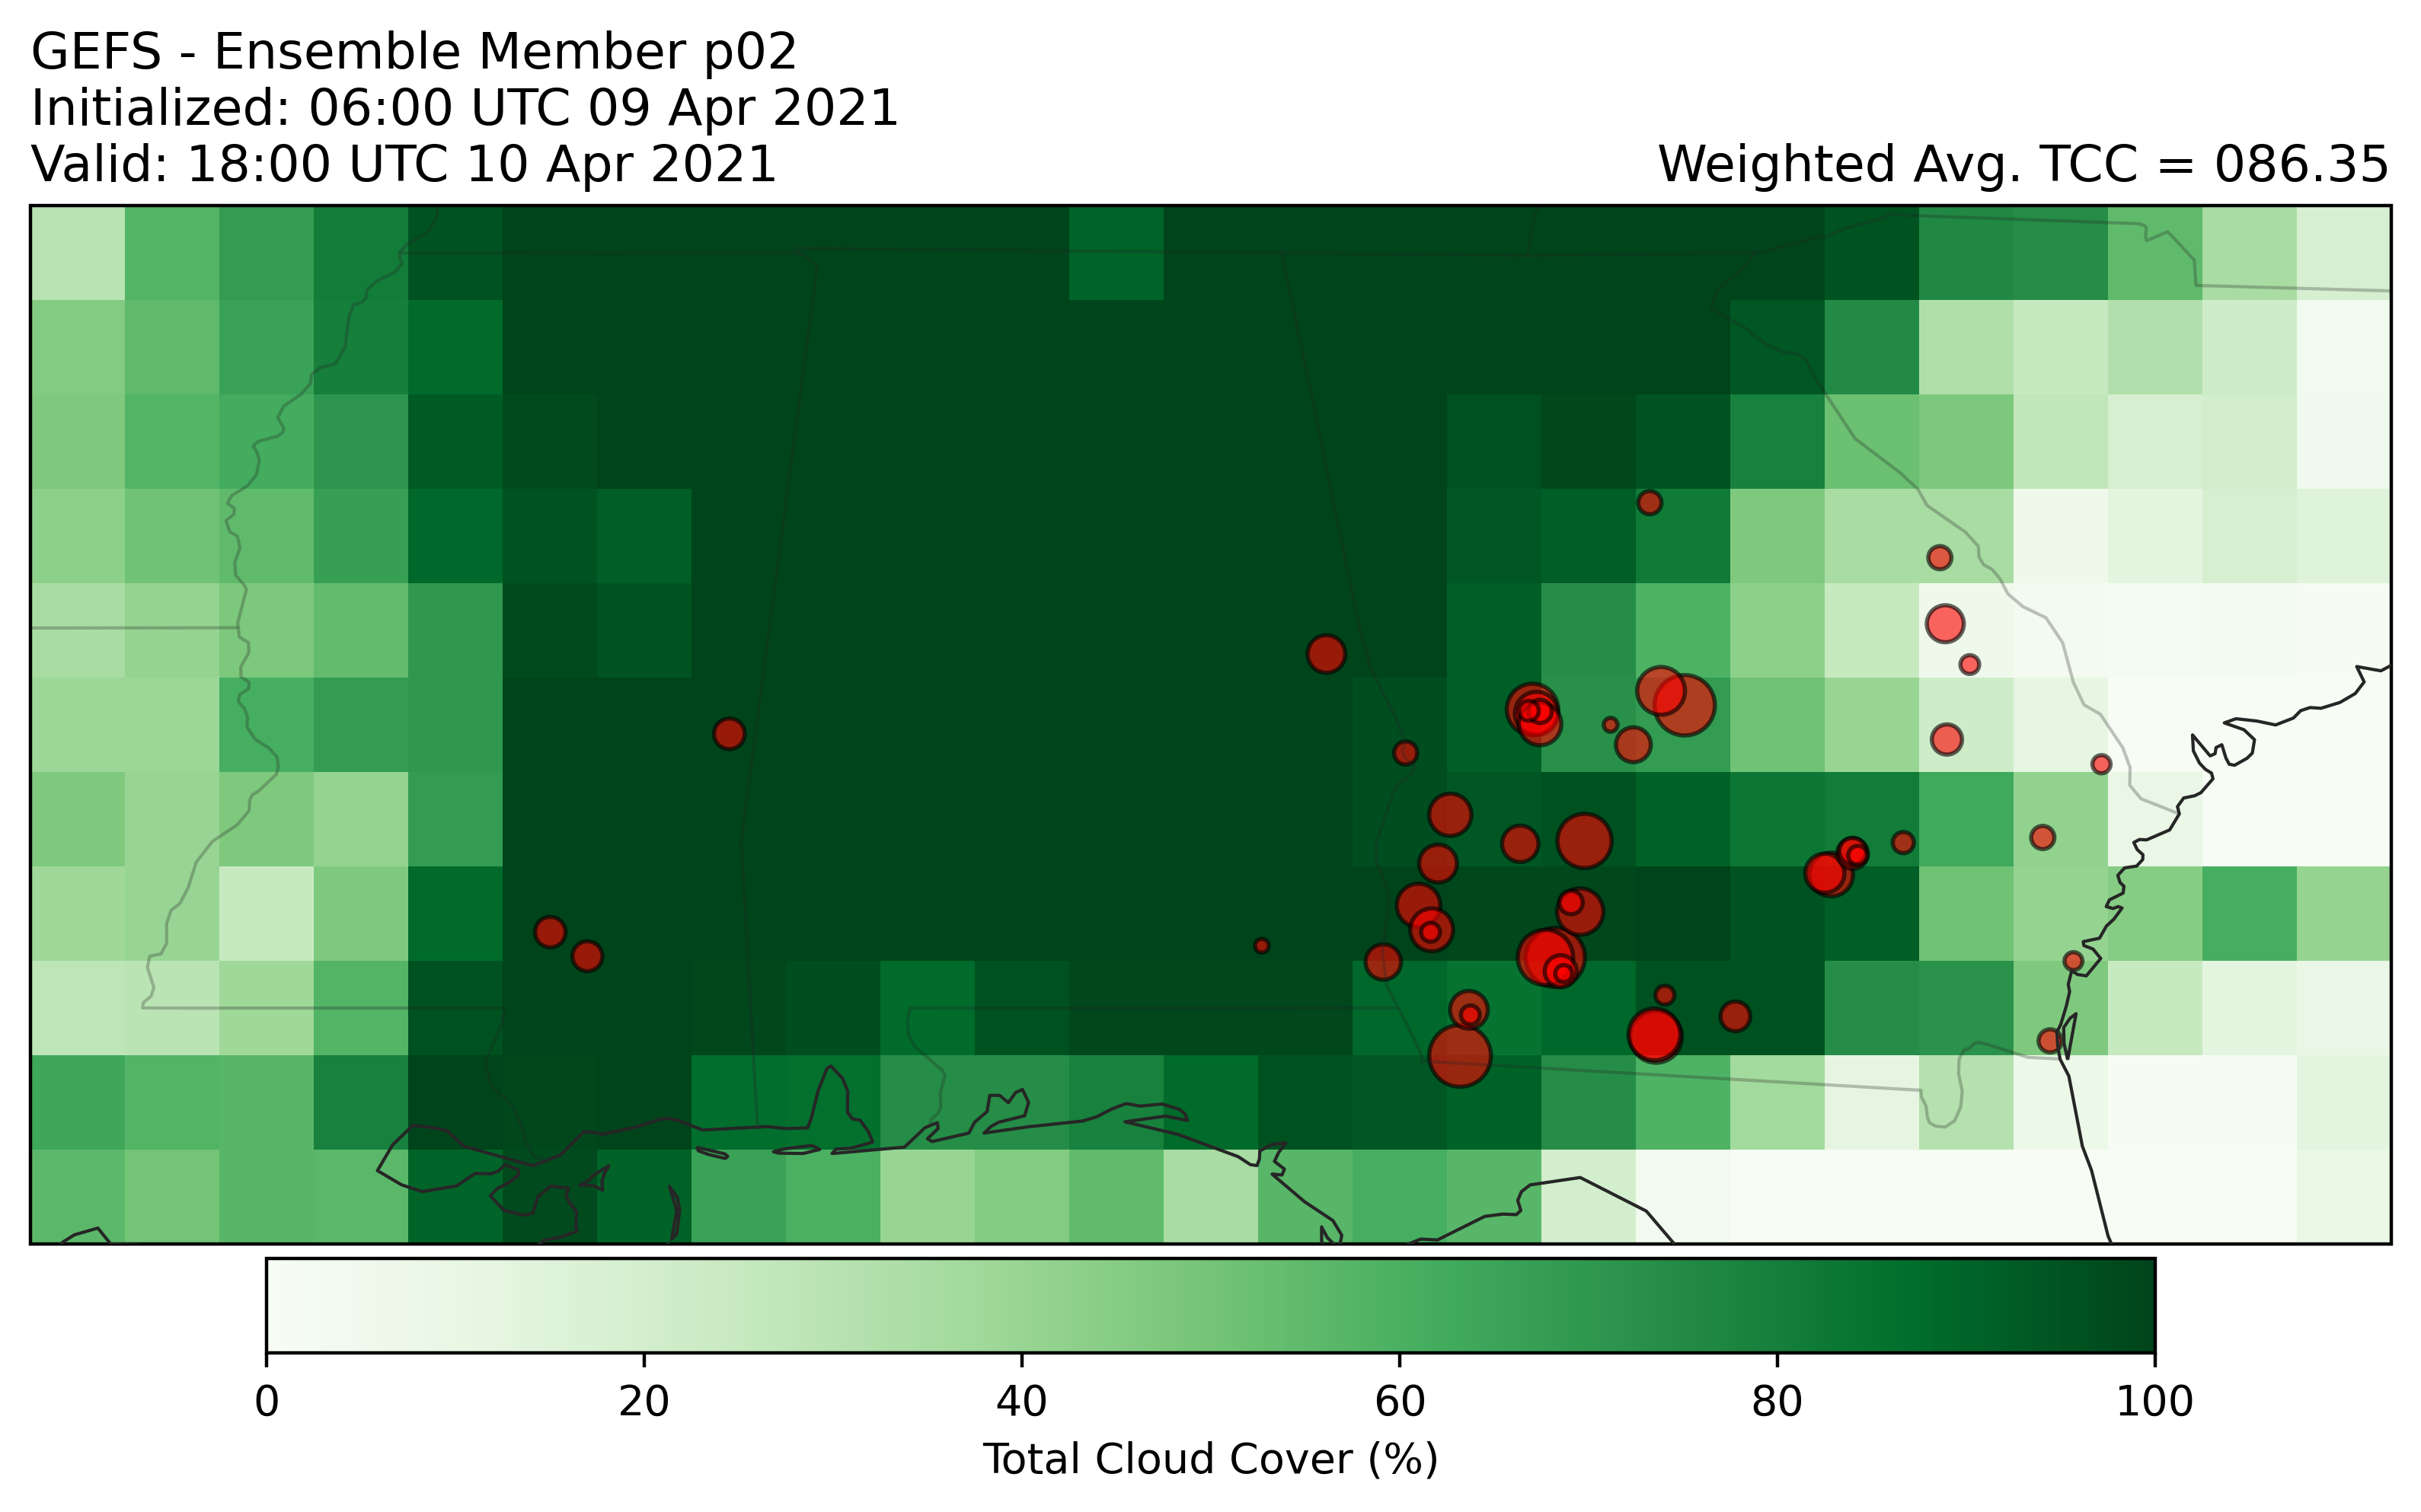 GEFS - Ensemble Member p02
Initialized: 06:00 UTC 09 Apr 2021
Valid: 18:00 UTC 10 Apr 2021
Weighted Avg. TCC = 086.35
0 20 40 60 80 100
Total Cloud Cover (%)